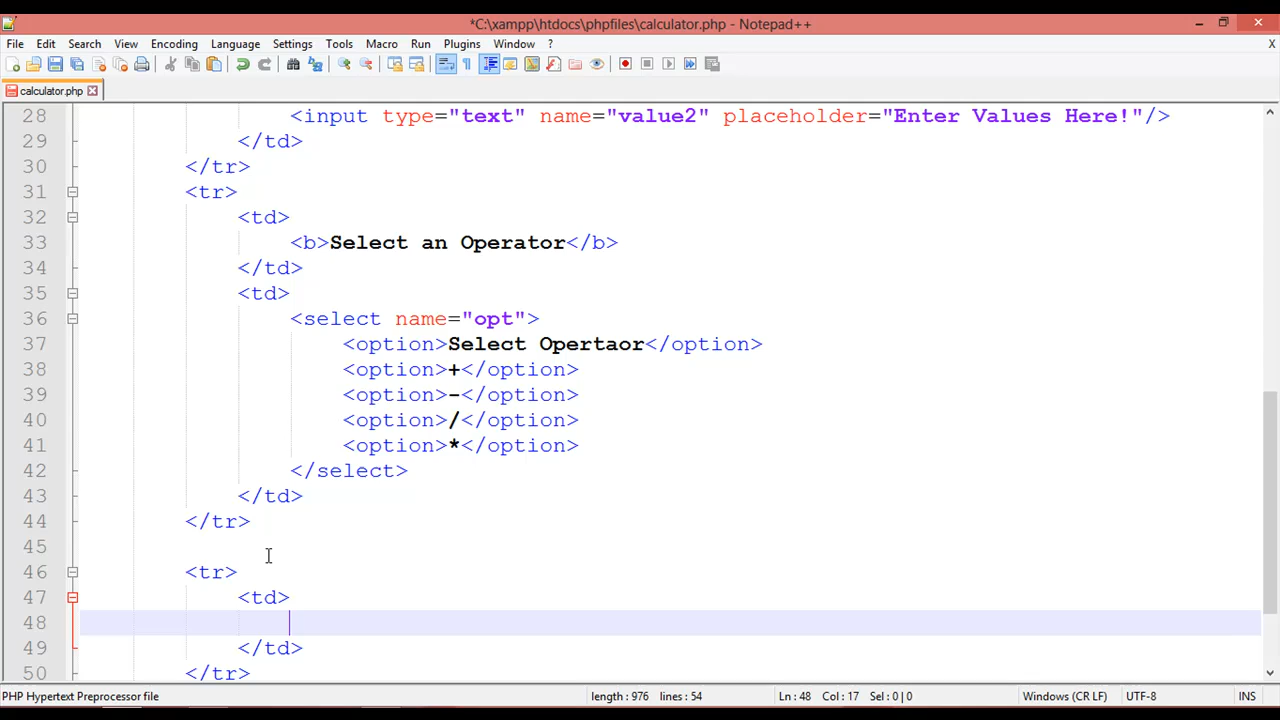 *C:\xampp\htdocs\phpfiles\calculator.php - Notepad++
File Edit Search View Encoding Language Settings Tools Macro Run Plugins Window ? X
calculator.php
28 <input type="text" name="value2" placeholder="Enter Values Here!"/>
29 </td>
30 </tr>
31 <tr>
32 <td>
33 <b>Select an Operator</b>
34 </td>
35 <td>
36 <select name="opt">
37 <option>Select Opertaor</option>
38 <option>+</option>
39 <option>-</option>
40 <option>/</option>
41 <option>*</option>
42 </select>
43 </td>
44 </tr>
45
46 <tr>
47 <td>
48
49 </td>
50 </tr>
PHP Hypertext Preprocessor file length : 976 lines : 54 Ln : 48 Col : 17 Sel : 0 | 0 Windows (CR LF) UTF-8 INS